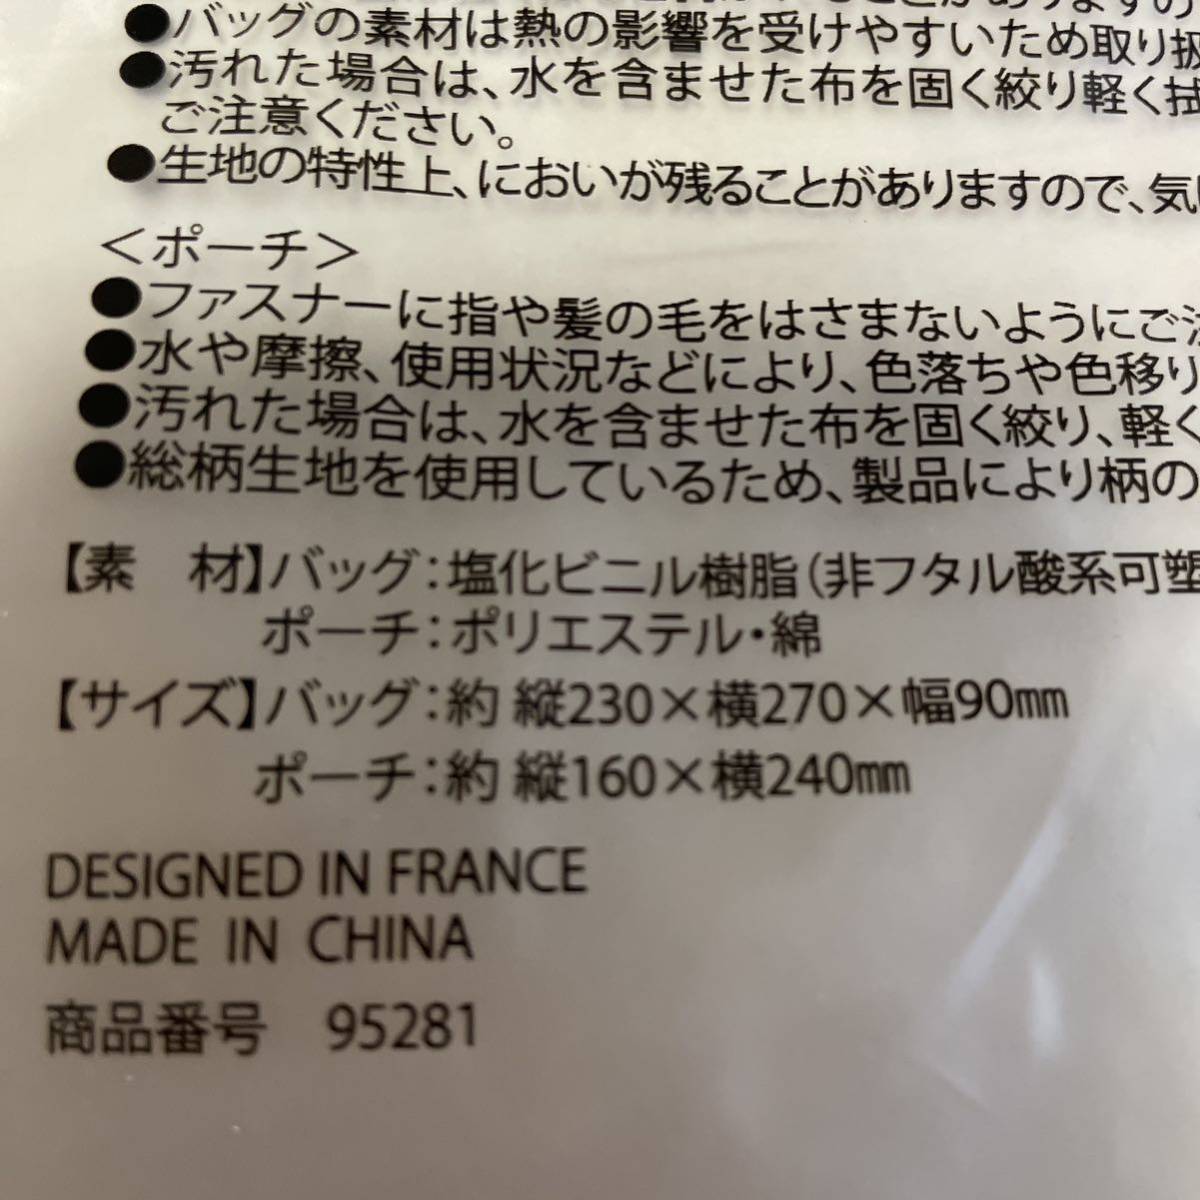 ●バッグの素材は熱の影響を受けやすいため取り扱
●汚れた場合は、水を含ませた布を固く絞り軽く拭
ご注意ください。
●生地の特性上、においが残ることがありますので、気
＜ポーチ＞
●ファスナーに指や髪の毛をはさまないようにご注
●水や摩擦、使用状況などにより、色落ちや色移り
●汚れた場合は、水を含ませた布を固く絞り、軽く
●総柄生地を使用しているため、製品により柄の
【素　材】バッグ：塩化ビニル樹脂（非フタル酸系可塑
ポーチ：ポリエステル・綿
【サイズ】バッグ：約 縦230×横270×幅90㎜
ポーチ：約 縦160×横240㎜
DESIGNED IN FRANCE
MADE IN CHINA
商品番号　95281